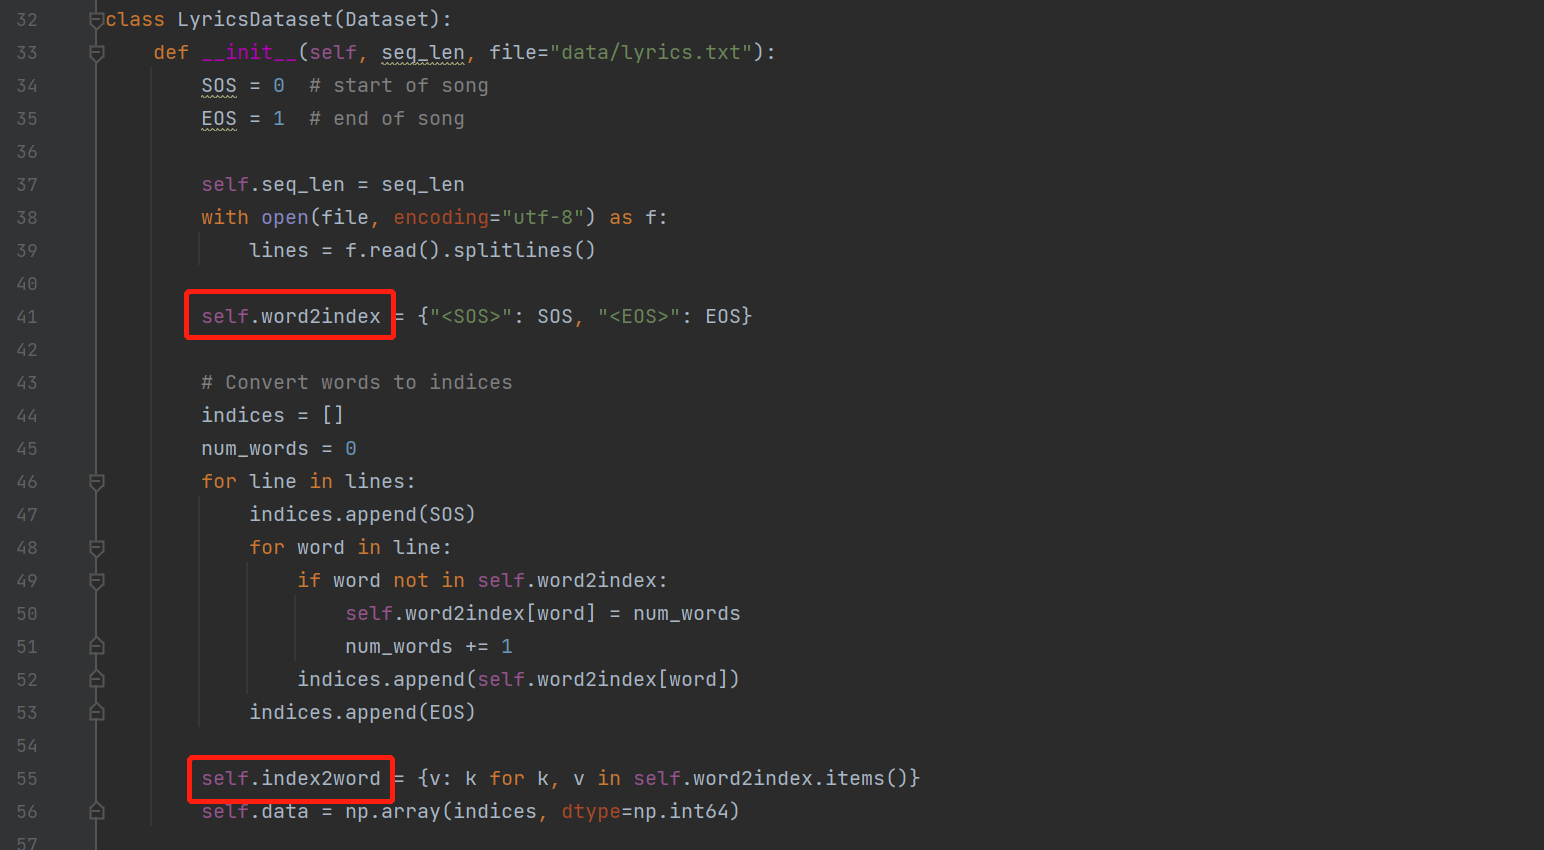 32 class LyricsDataset(Dataset):
33     def __init__(self, seq_len, file="data/lyrics.txt"):
34         SOS = 0  # start of song
35         EOS = 1  # end of song
36
37         self.seq_len = seq_len
38         with open(file, encoding="utf-8") as f:
39             lines = f.read().splitlines()
40
41         self.word2index = {"<SOS>": SOS, "<EOS>": EOS}
42
43         # Convert words to indices
44         indices = []
45         num_words = 0
46         for line in lines:
47             indices.append(SOS)
48             for word in line:
49                 if word not in self.word2index:
50                     self.word2index[word] = num_words
51                     num_words += 1
52                 indices.append(self.word2index[word])
53             indices.append(EOS)
54
55         self.index2word = {v: k for k, v in self.word2index.items()}
56         self.data = np.array(indices, dtype=np.int64)
57